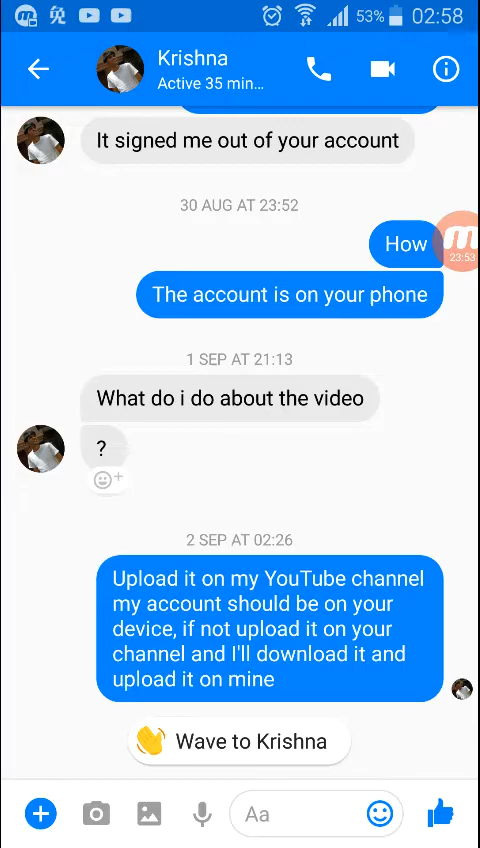 免 53% 02:58
Krishna
Active 35 min...
It signed me out of your account
30 AUG AT 23:52
How
23:53
The account is on your phone
1 SEP AT 21:13
What do i do about the video
?
2 SEP AT 02:26
Upload it on my YouTube channel
my account should be on your
device, if not upload it on your
channel and I'll download it and
upload it on mine
Wave to Krishna
Aa